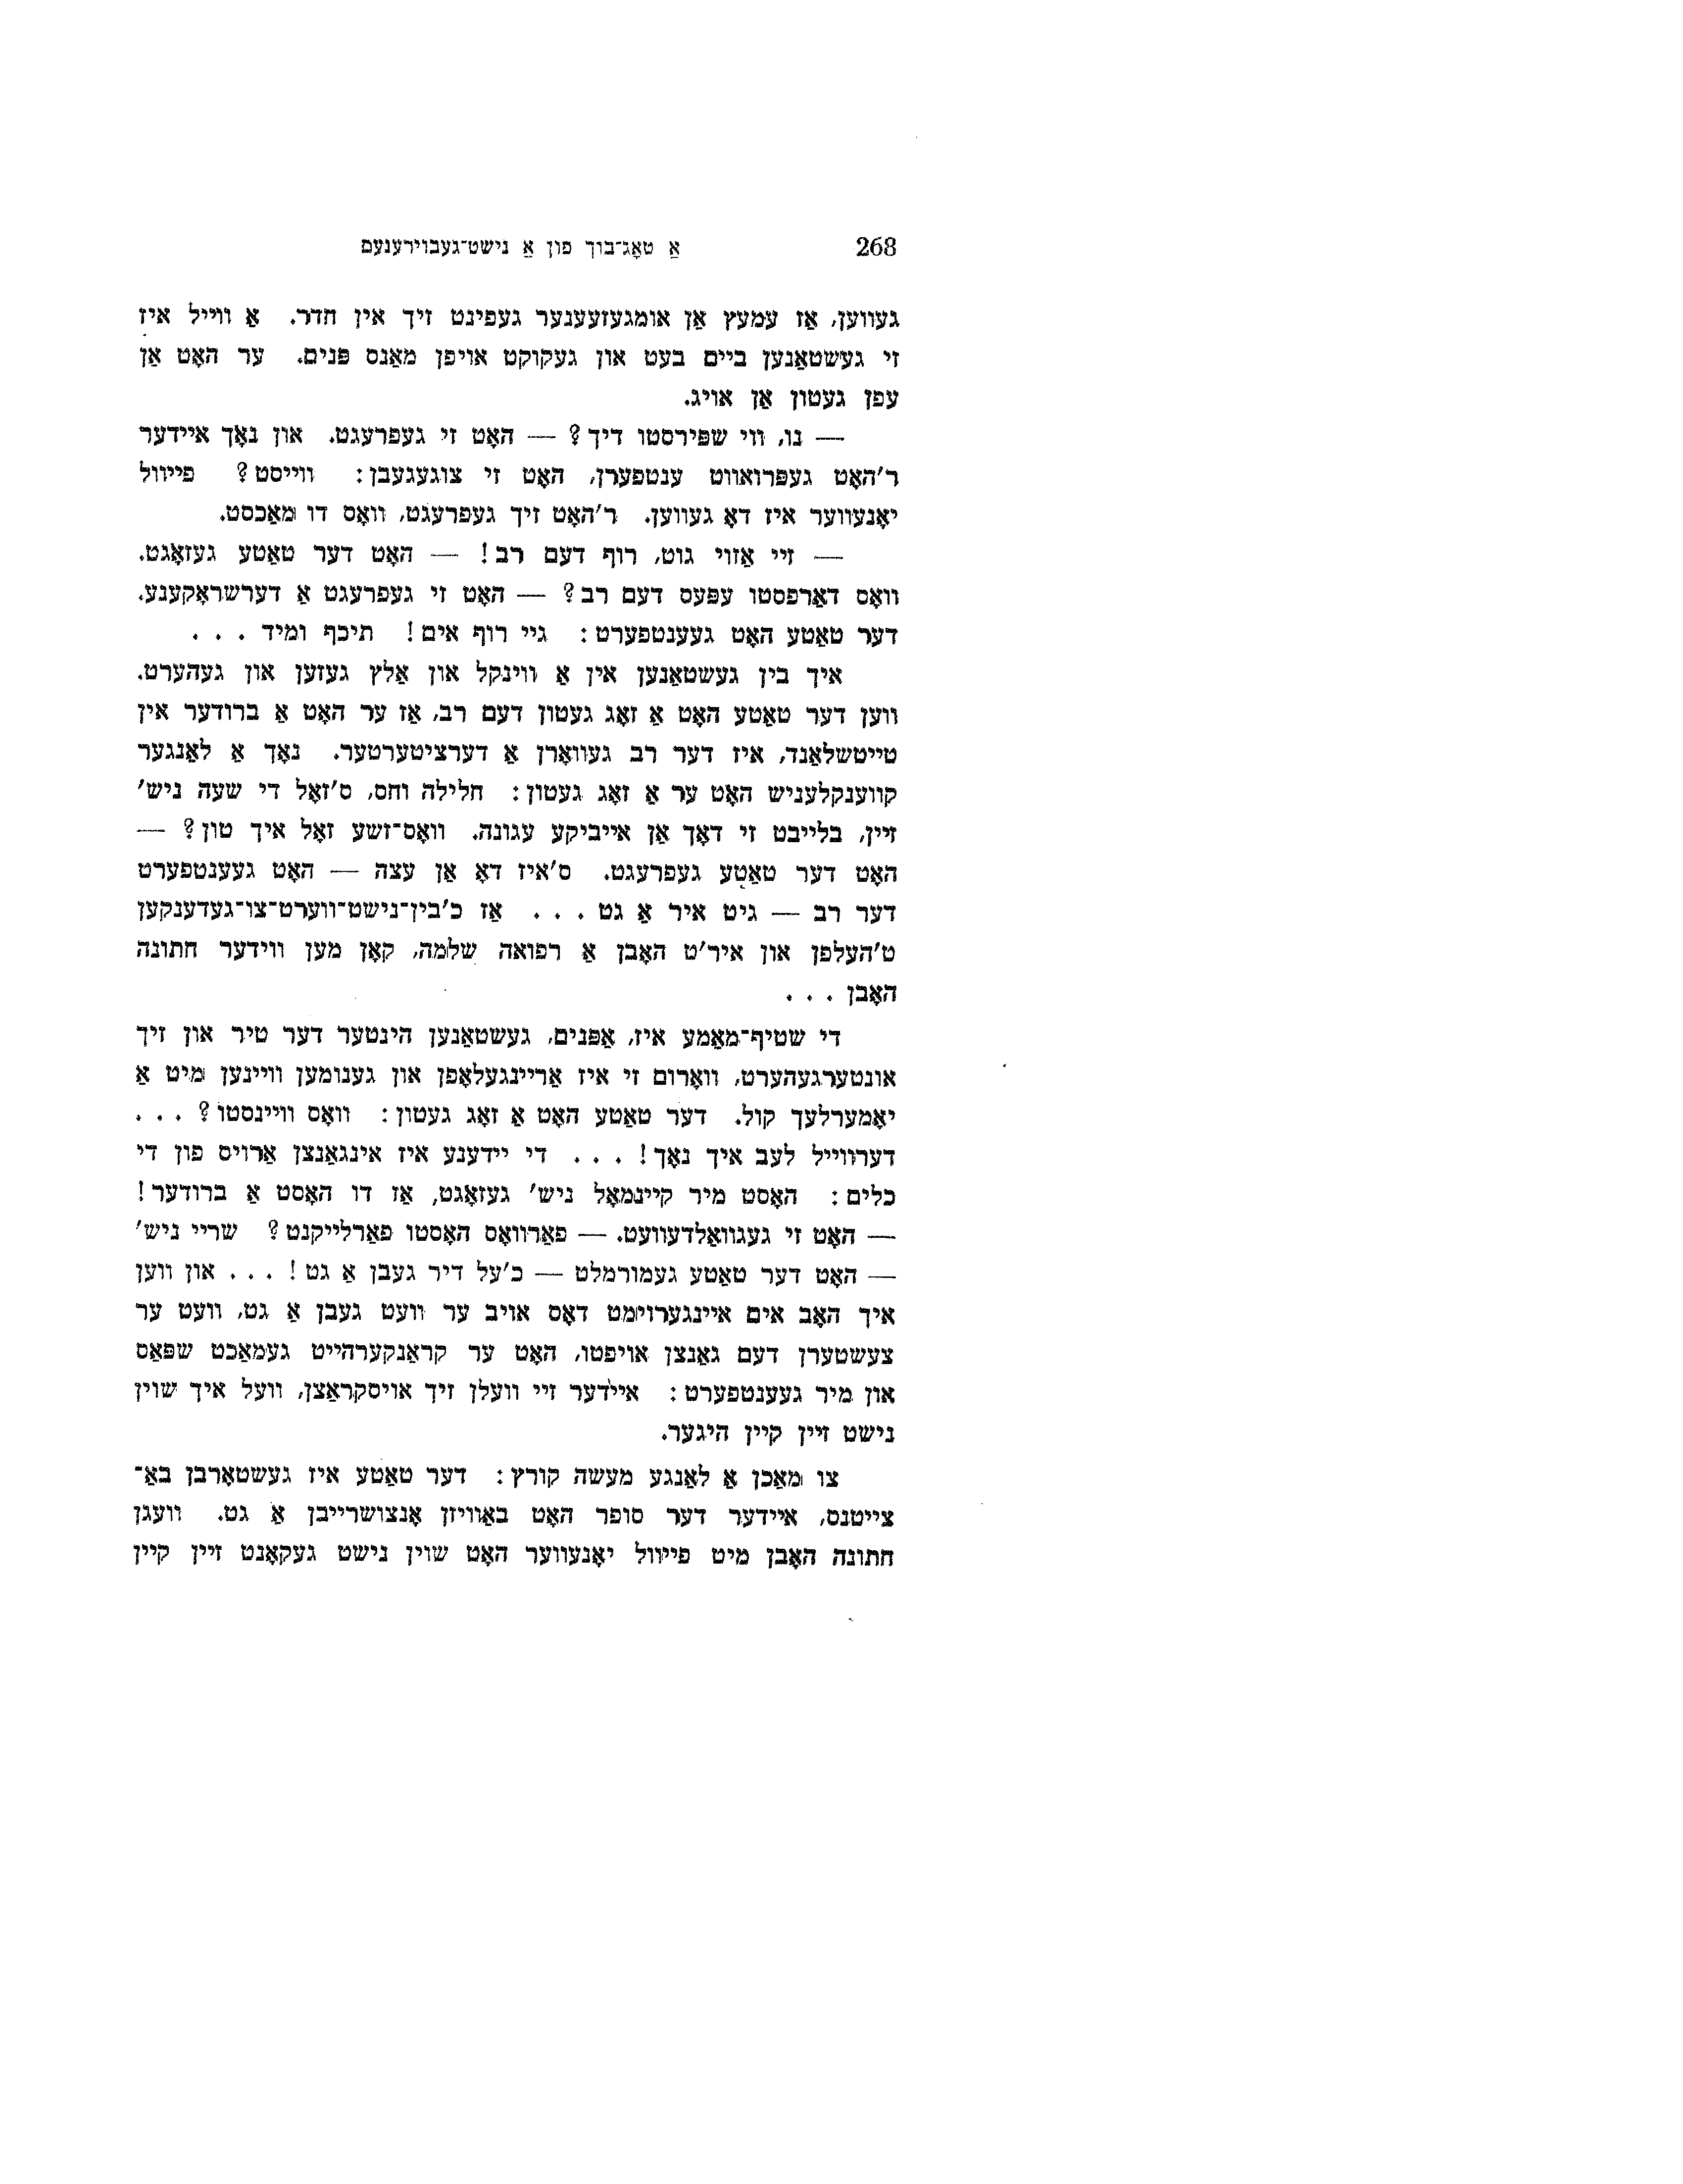 268 אַ טאָג־בוך פון אַ נישט־געבוירענעם
געווען, אַז עמעץ אַן אומגעזעענער געפינט זיך אין חדר. אַ ווייל איז
זי געשטאַנען ביים בעט און געקוקט אויפן מאַנס פּנים. ער האָט אַן
עפן געטון אַן אויג.
— נו, ווי שפּירסטו דיך? — האָט זי געפרעגט. און נאָך איידער
ר'האָט געפּרואווט ענטפערן, האָט זי צוגעגעבן: ווייסט? פייוול
יאָנעווער איז דאָ געווען. ר'האָט זיך געפרעגט, וואָס דו מאַכסט.
— זיי אַזוי גוט, רוף דעם רב! — האָט דער טאַטע געזאָגט.
וואָס דאַרפסטו עפּעס דעם רב? — האָט זי געפרעגט אַ דערשראָקענע.
דער טאַטע האָט געענטפערט: גיי רוף אים! תיכף ומיד . . .
איך בין געשטאַנען אין אַ ווינקל און אַלץ געזען און געהערט.
ווען דער טאַטע האָט אַ זאָג געטון דעם רב, אַז ער האָט אַ ברודער אין
טייטשלאַנד, איז דער רב געוואָרן אַ דערציטערטער. נאָך אַ לאַנגער
קווענקלעניש האָט ער אַ זאָג געטון: חלילה וחס, ס'זאָל די שעה ניש'
זיין, בלייבט זי דאָך אַן אייביקע עגונה. וואָס־זשע זאָל איך טון? —
האָט דער טאַטע געפרעגט. ס'איז דאָ אַן עצה — האָט געענטפערט
דער רב — גיט איר אַ גט . . . אַז כ'בין־נישט־ווערט־צו־געדענקען
ט'העלפן און איר'ט האָבן אַ רפואה שלמה, קאָן מען ווידער חתונה
האָבן . . .
די שטיף־מאַמע איז, אַפּנים, געשטאַנען הינטער דער טיר און זיך
אונטערגעהערט, וואָרום זי איז אַריינגעלאָפן און גענומען וויינען מיט אַ
יאָמערלעך קול. דער טאַטע האָט אַ זאָג געטון: וואָס וויינסטו? . . .
דערווייל לעב איך נאָך! . . . די יידענע איז אינגאַנצן אַרויס פון די
כלים: האָסט מיר קיינמאָל ניש' געזאָגט, אַז דו האָסט אַ ברודער!
— האָט זי געגוואַלדעוועט. — פאַרוואָס האָסטו פאַרלייקנט? שריי ניש'
— האָט דער טאַטע געמורמלט — כ'על דיר געבן אַ גט! . . . און ווען
איך האָב אים איינגערוימט דאָס אויב ער וועט געבן אַ גט, וועט ער
צעשטערן דעם גאַנצן אויפטו, האָט ער קראַנקערהייט געמאַכט שפּאַס
און מיר געענטפערט: איידער זיי וועלן זיך אויסקראַצן, וועל איך שוין
נישט זיין קיין היגער.
צו מאַכן אַ לאַנגע מעשה קורץ: דער טאַטע איז געשטאָרבן באַ־
צייטנס, איידער דער סופר האָט באַוויזן אָנצושרייבן אַ גט. וועגן
חתונה האָבן מיט פייוול יאָנעווער האָט שוין נישט געקאָנט זיין קיין